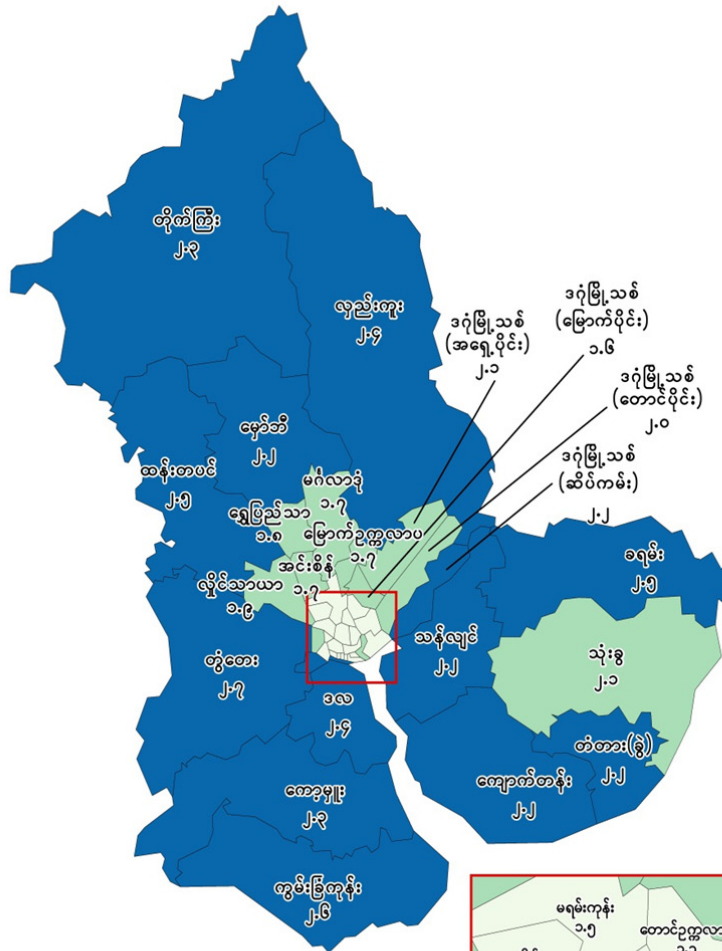 တိုက်ကြီး
၂.၃
လှည်းကူး
၂.၄
ဒဂုံမြို့သစ်
(အရှေ့ပိုင်း)
၂.၁
ဒဂုံမြို့သစ်
(မြောက်ပိုင်း)
၁.၆
ဒဂုံမြို့သစ်
(တောင်ပိုင်း)
၂.၀
ဒဂုံမြို့သစ်
(ဆိပ်ကမ်း)
၂.၂
မှော်ဘီ
၂.၂
ထန်းတပင်
၂.၅
မင်္ဂလာဒုံ
၁.၇
ရွှေပြည်သာ
၁.၈
မြောက်ဥက္ကလာပ
၁.၇
အင်းစိန်
၁.၇
လှိုင်သာယာ
၁.၉
ခရမ်း
၂.၅
သန်လျင်
၂.၂
သုံးခွ
၂.၁
တွံတေး
၂.၇
ဒလ
၂.၄
တံတား(ခွဲ)
၂.၂
ကျောက်တန်း
၂.၂
ကော့မှူး
၂.၃
ကွမ်းခြံကုန်း
၂.၆
မရမ်းကုန်း
၁.၅
တောင်ဥက္ကလာ